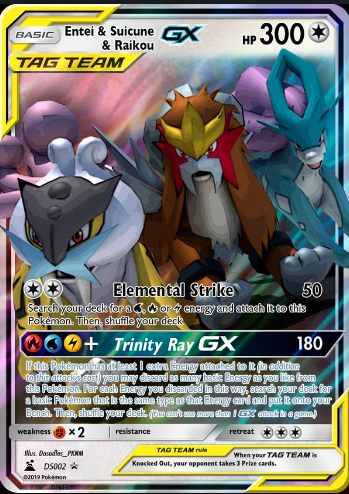 BASIC
Entei & Suicune
& Raikou
GX
HP 300
TAG TEAM
Elemental Strike 50
Search your deck for a , or energy and attach it to this
Pokémon. Then, shuffle your deck
+ Trinity Ray GX 180
If this Pokémon has at least 1 extra Energy attached to it (in addition
to this attack's cost) you may discard as many basic Energy as you like from
this Pokémon. For each Energy you discarded in this way, search your deck for
a basic Pokémon that is the same type as that Energy card and put it onto your
Bench. Then, shuffle your deck. (You can't use more than 1 GX attack in a game.)
weakness ×2 resistance retreat
Illus. Dasodlas_PKNM
DS002
©2019 Pokémon
TAG TEAM rule
When your TAG TEAM is
Knocked Out, your opponent takes 3 Prize cards.